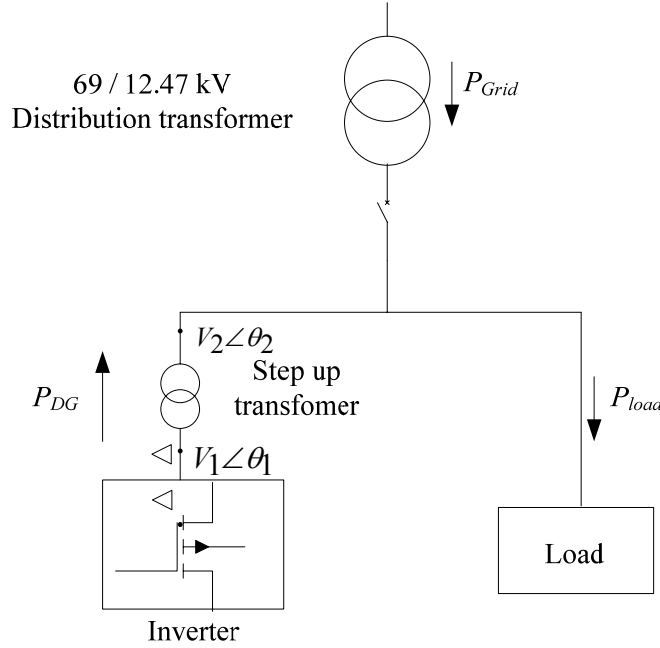 69 / 12.47 kV
Distribution transformer
P_Grid
V₂∠θ₂
Step up
transfomer
P_DG
P_load
V₁∠θ₁
Load
Inverter